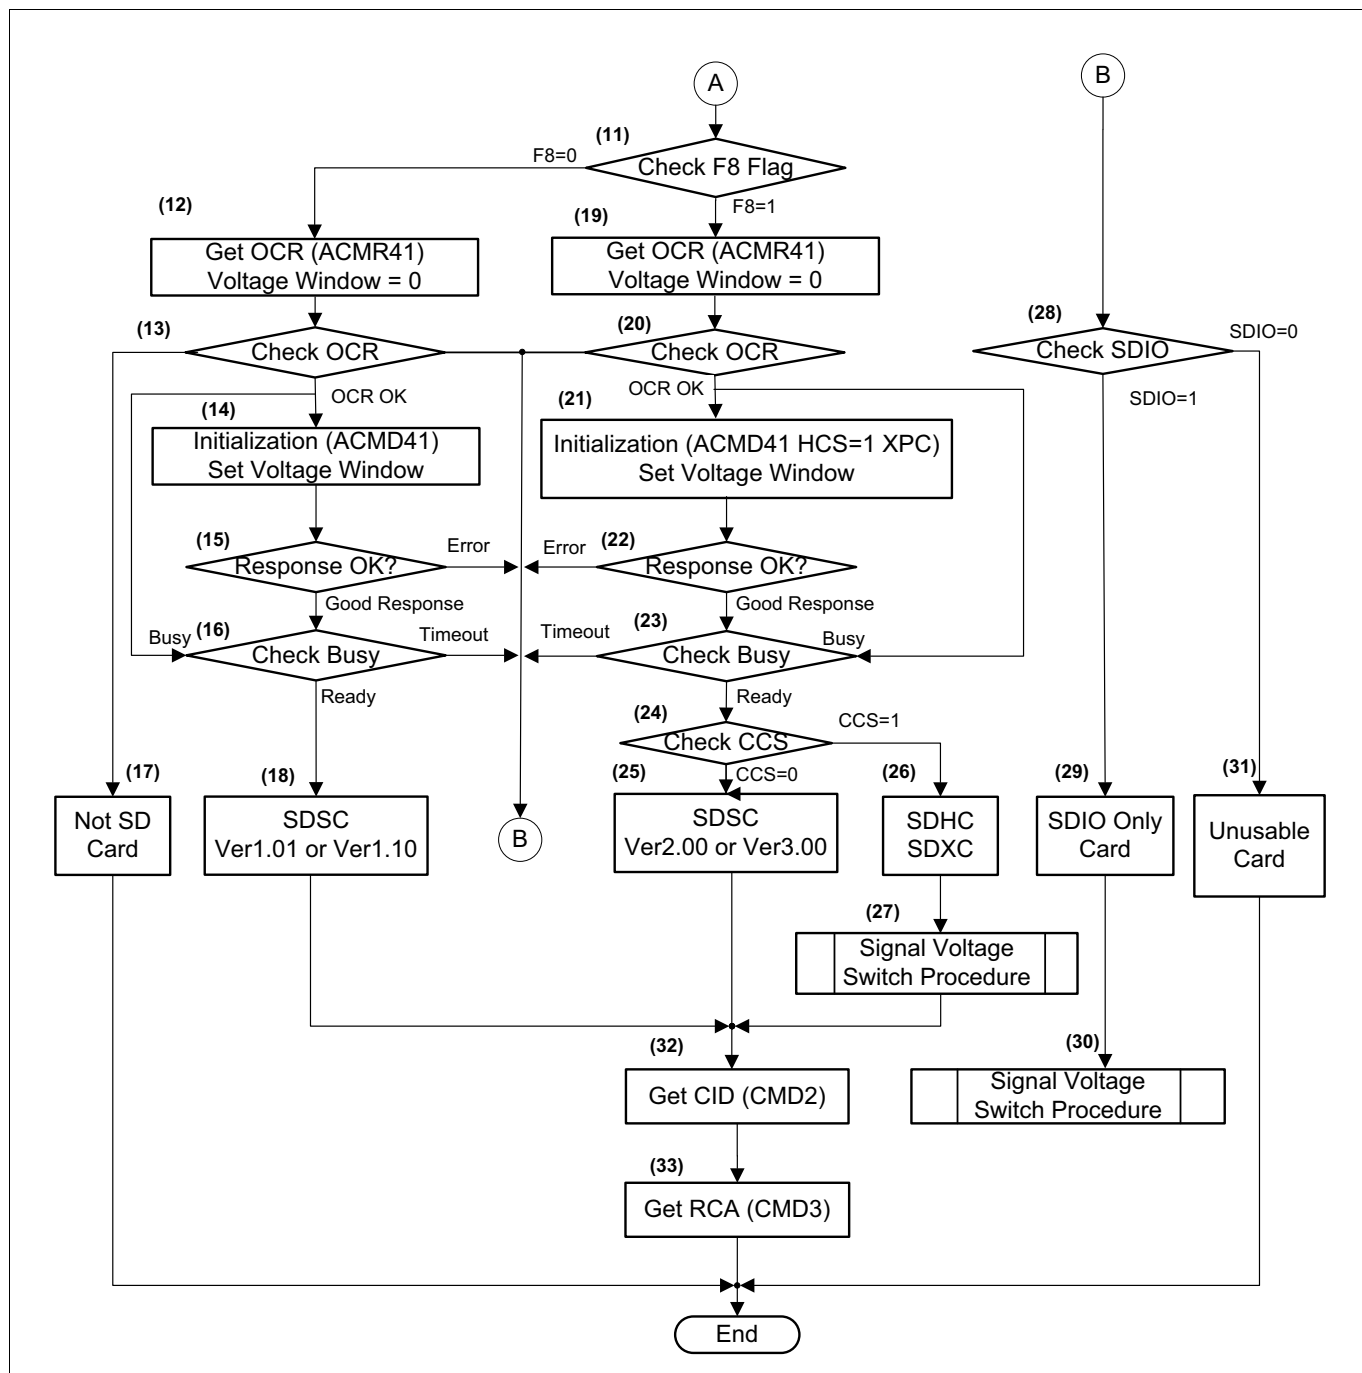 A
B
(11)
F8=0
Check F8 Flag
F8=1
(12)
(19)
Get OCR (ACMR41)
Voltage Window = 0
Get OCR (ACMR41)
Voltage Window = 0
(13)
Check OCR
(20)
Check OCR
(28)
Check SDIO
SDIO=0
SDIO=1
OCR OK
OCR OK
(14)
Initialization (ACMD41)
Set Voltage Window
(21)
Initialization (ACMD41 HCS=1 XPC)
Set Voltage Window
(15)
Response OK?
Error
Error
(22)
Response OK?
Good Response
Good Response
(16)
Busy
Check Busy
Timeout
Timeout
(23)
Check Busy
Busy
Ready
Ready
(24)
Check CCS
CCS=1
CCS=0
(17)
Not SD
Card
(18)
SDSC
Ver1.01 or Ver1.10
B
(25)
SDSC
Ver2.00 or Ver3.00
(26)
SDHC
SDXC
(29)
SDIO Only
Card
(31)
Unusable
Card
(27)
Signal Voltage
Switch Procedure
(32)
Get CID (CMD2)
(30)
Signal Voltage
Switch Procedure
(33)
Get RCA (CMD3)
End